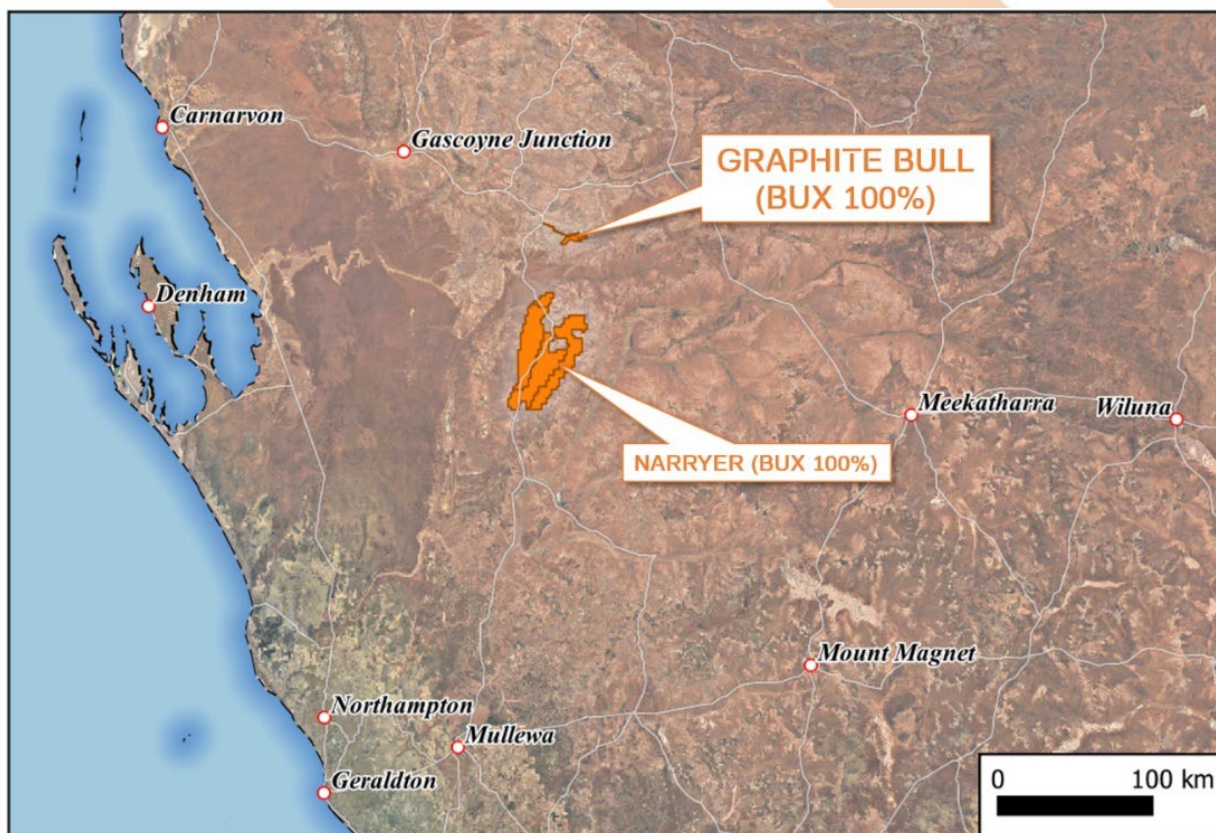 Carnarvon
Gascoyne Junction
GRAPHITE BULL
(BUX 100%)
Denham
Meekatharra
Wiluna
NARRYER (BUX 100%)
Mount Magnet
Northampton
Mullewa
Geraldton
0 100 km